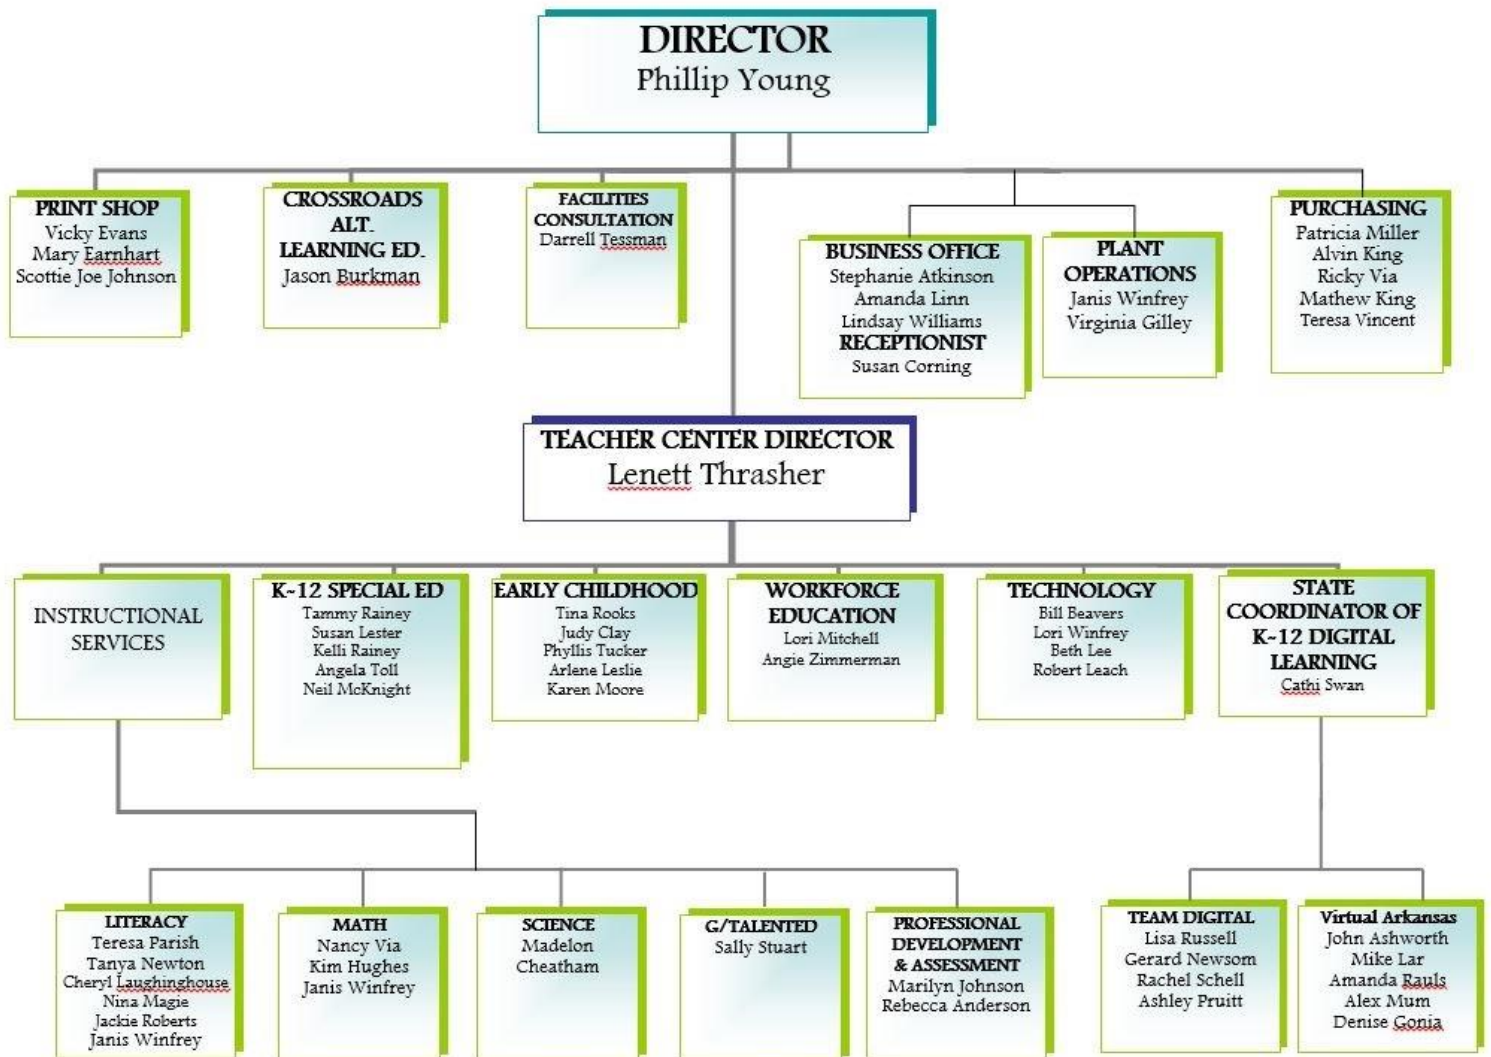 DIRECTOR
Phillip Young
PRINT SHOP
Vicky Evans
Mary Earnhart
Scottie Joe Johnson
CROSSROADS
ALT.
LEARNING ED.
Jason Burkman
FACILITIES
CONSULTATION
Darrell Tessman
BUSINESS OFFICE
Stephanie Atkinson
Amanda Linn
Lindsay Williams
RECEPTIONIST
Susan Corning
PLANT
OPERATIONS
Janis Winfrey
Virginia Gilley
PURCHASING
Patricia Miller
Alvin King
Ricky Via
Mathew King
Teresa Vincent
TEACHER CENTER DIRECTOR
Lenett Thrasher
INSTRUCTIONAL
SERVICES
K~12 SPECIAL ED
Tammy Rainey
Susan Lester
Kelli Rainey
Angela Toll
Neil McKnight
EARLY CHILDHOOD
Tina Rooks
Judy Clay
Phyllis Tucker
Arlene Leslie
Karen Moore
WORKFORCE
EDUCATION
Lori Mitchell
Angie Zimmerman
TECHNOLOGY
Bill Beavers
Lori Winfrey
Beth Lee
Robert Leach
STATE
COORDINATOR OF
K~12 DIGITAL
LEARNING
Cathi Swan
LITERACY
Teresa Parish
Tanya Newton
Cheryl Laughinghouse
Nina Magie
Jackie Roberts
Janis Winfrey
MATH
Nancy Via
Kim Hughes
Janis Winfrey
SCIENCE
Madelon
Cheatham
G/TALENTED
Sally Stuart
PROFESSIONAL
DEVELOPMENT
& ASSESSMENT
Marilyn Johnson
Rebecca Anderson
TEAM DIGITAL
Lisa Russell
Gerard Newsom
Rachel Schell
Ashley Pruitt
Virtual Arkansas
John Ashworth
Mike Lar
Amanda Rauls
Alex Mum
Denise Gonia